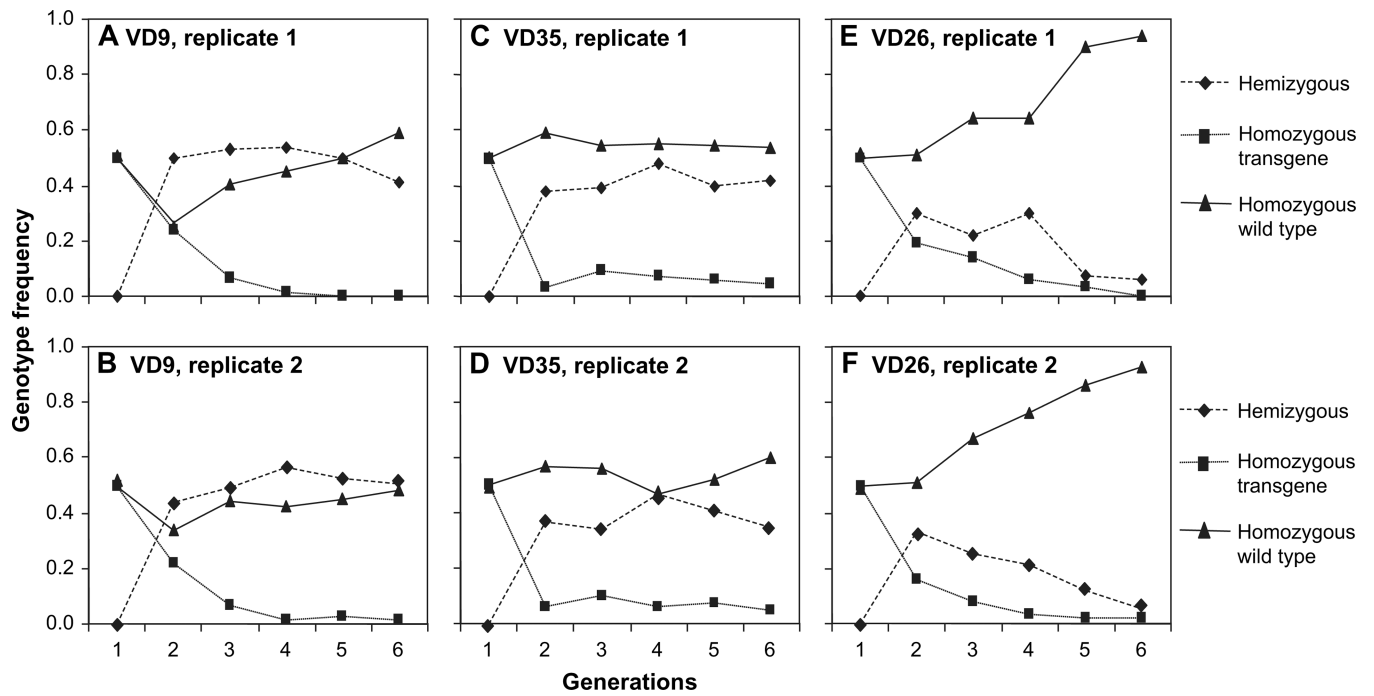 A VD9, replicate 1
C VD35, replicate 1
E VD26, replicate 1
1.0
0.8
0.6
0.4
0.2
0.0
Hemizygous
Homozygous
transgene
Homozygous
wild type
Genotype frequency
B VD9, replicate 2
D VD35, replicate 2
F VD26, replicate 2
1.0
0.8
0.6
0.4
0.2
0.0
Hemizygous
Homozygous
transgene
Homozygous
wild type
1 2 3 4 5 6
1 2 3 4 5 6
1 2 3 4 5 6
Generations